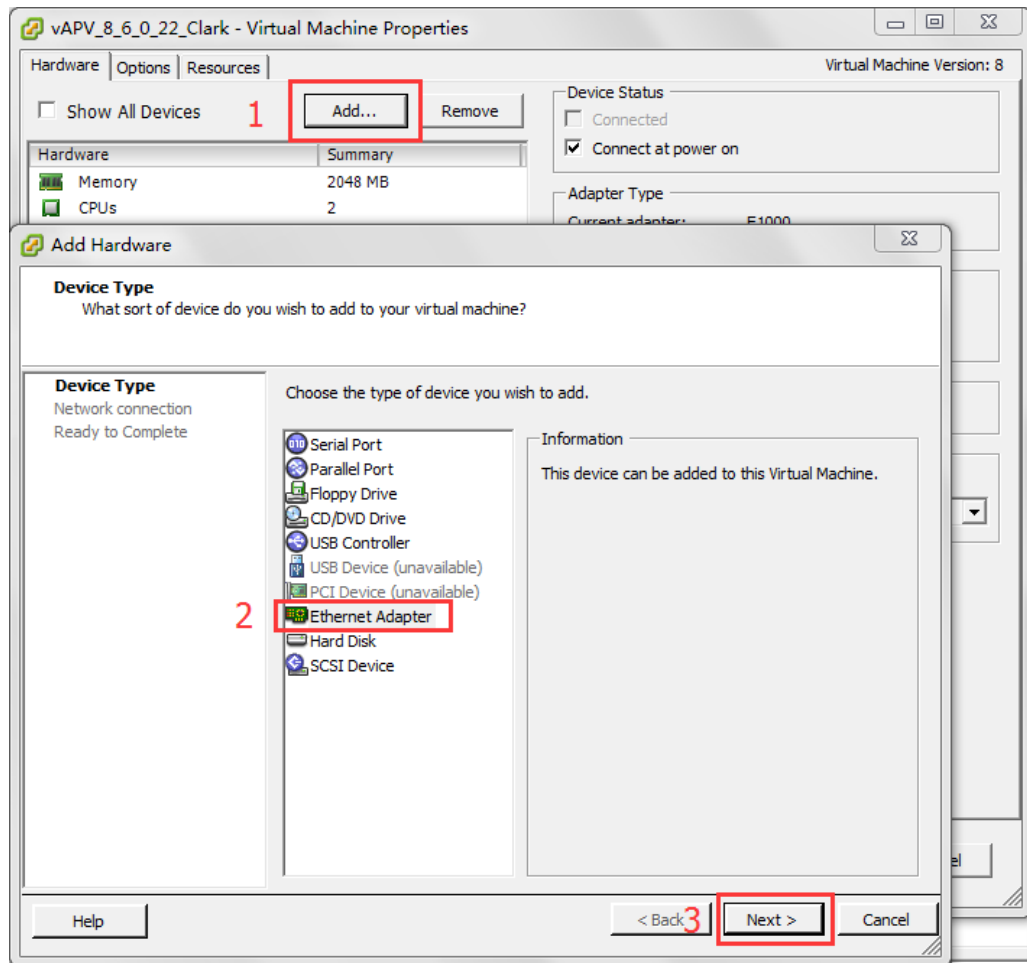 vAPV_8_6_0_22_Clark - Virtual Machine Properties
Hardware Options Resources
Virtual Machine Version: 8
Show All Devices
1
Add...
Remove
Device Status
Connected
Connect at power on
Hardware Summary
Memory 2048 MB
CPUs 2
Adapter Type
Current adapter: E1000
Add Hardware
Device Type
What sort of device do you wish to add to your virtual machine?
Device Type
Network connection
Ready to Complete
Choose the type of device you wish to add.
Serial Port
Parallel Port
Floppy Drive
CD/DVD Drive
USB Controller
USB Device (unavailable)
PCI Device (unavailable)
2
Ethernet Adapter
Hard Disk
SCSI Device
Information
This device can be added to this Virtual Machine.
el
Help
< Back
3
Next >
Cancel